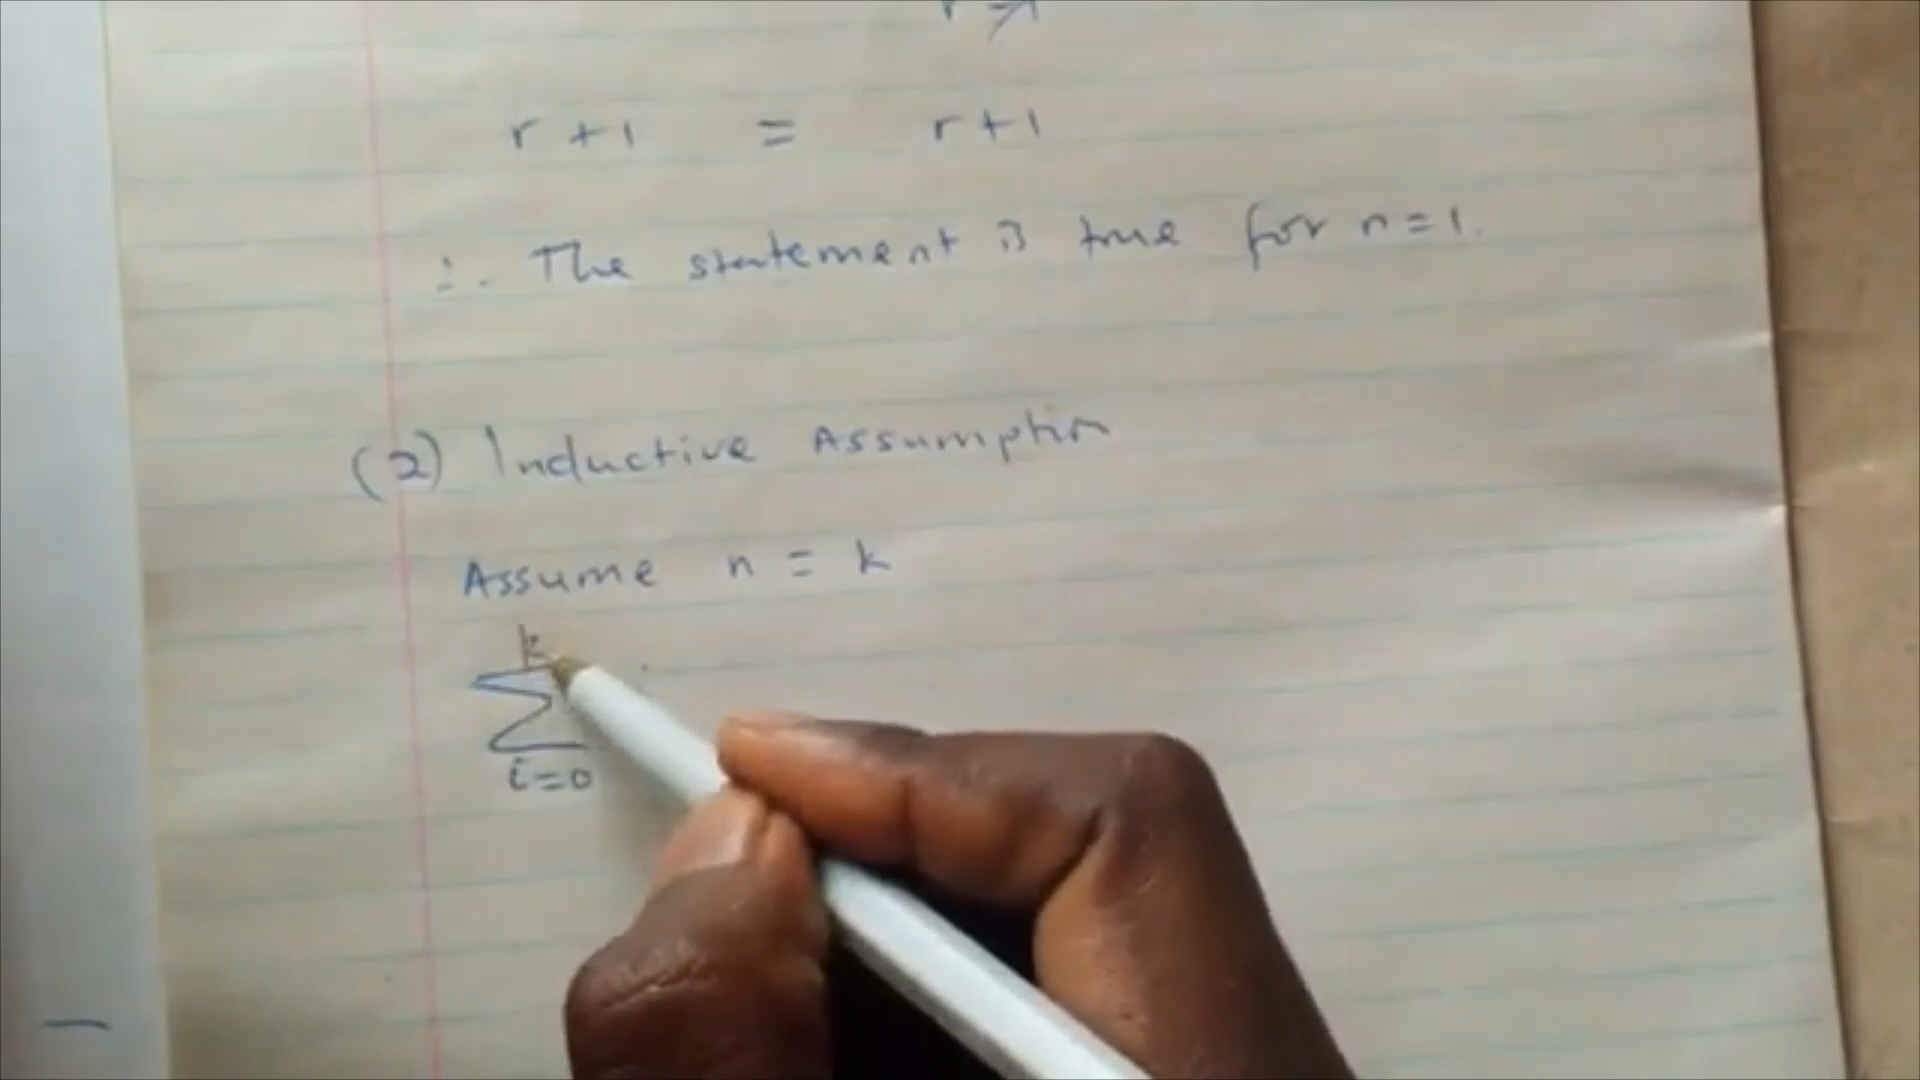 r + 1 = r + 1
∴ The statement is true for n = 1.
(2) Inductive Assumption
Assume n = k
k
∑
i=0